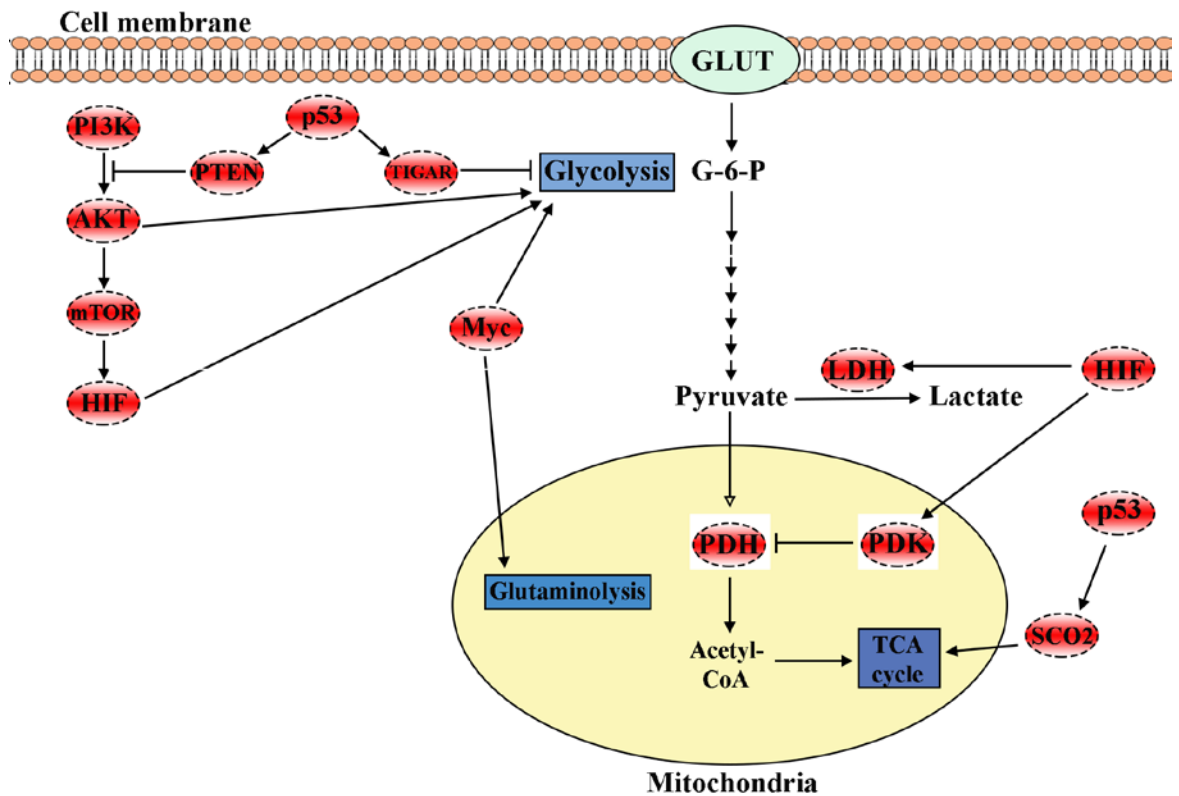 Cell membrane
GLUT
PI3K
p53
PTEN
TIGAR
Glycolysis
G-6-P
AKT
mTOR
Myc
HIF
LDH
HIF
Pyruvate
Lactate
p53
PDH
PDK
Glutaminolysis
SCO2
Acetyl-
CoA
TCA
cycle
Mitochondria